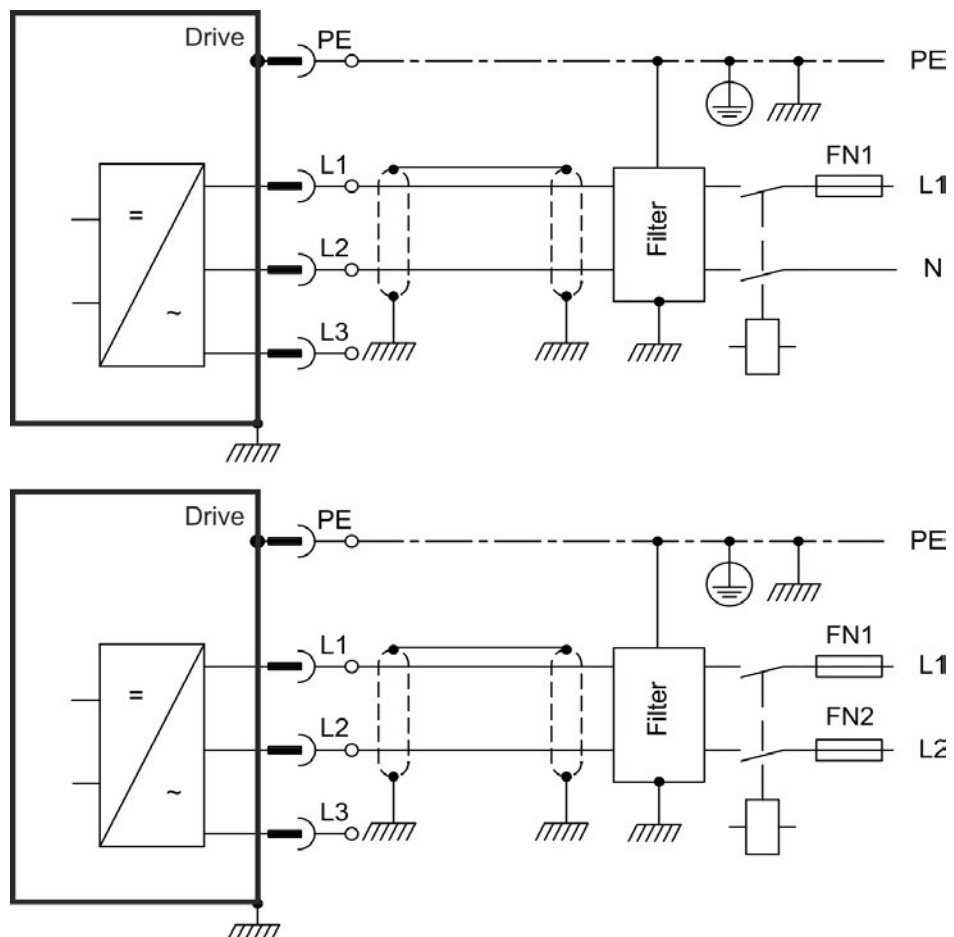 Drive
PE
PE
L1
FN1
L1
=
Filter
L2
N
~
L3
Drive
PE
PE
L1
FN1
L1
=
Filter
L2
FN2
L2
~
L3